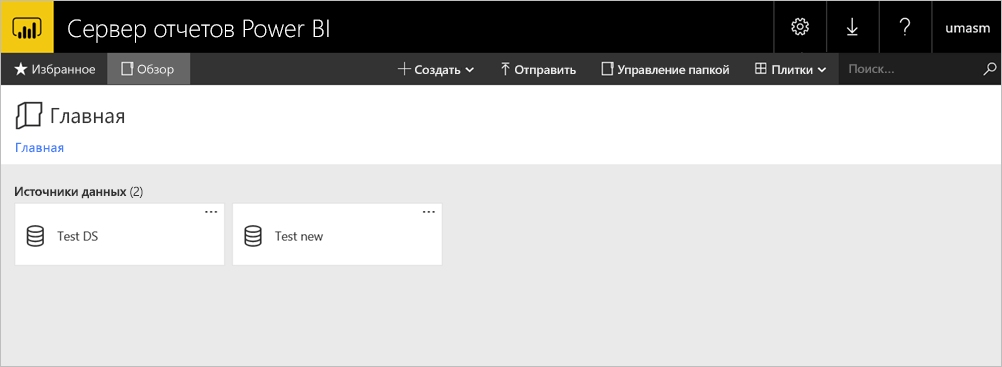 Сервер отчетов Power BI
?
umasm
Избранное
Обзор
Создать
Отправить
Управление папкой
Плитки
Поиск...
Главная
Главная
Источники данных (2)
Test DS
...
Test new
...